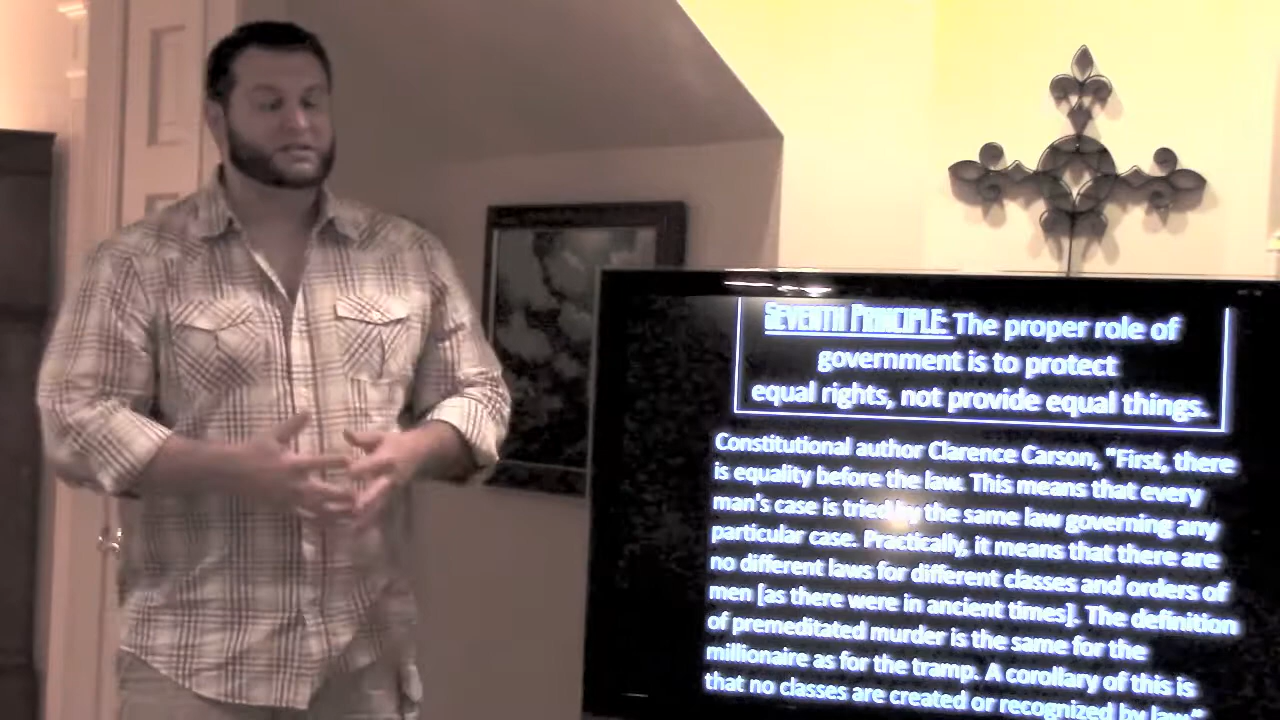 SEVENTH PRINCIPLE: The proper role of
government is to protect
equal rights, not provide equal things.
Constitutional author Clarence Carson, "First, there
is equality before the law. This means that every
man's case is tried by the same law governing any
particular case. Practically, it means that there are
no different laws for different classes and orders of
men [as there were in ancient times]. The definition
of premeditated murder is the same for the
millionaire as for the tramp. A corollary of this is
that no classes are created or recognized by law."